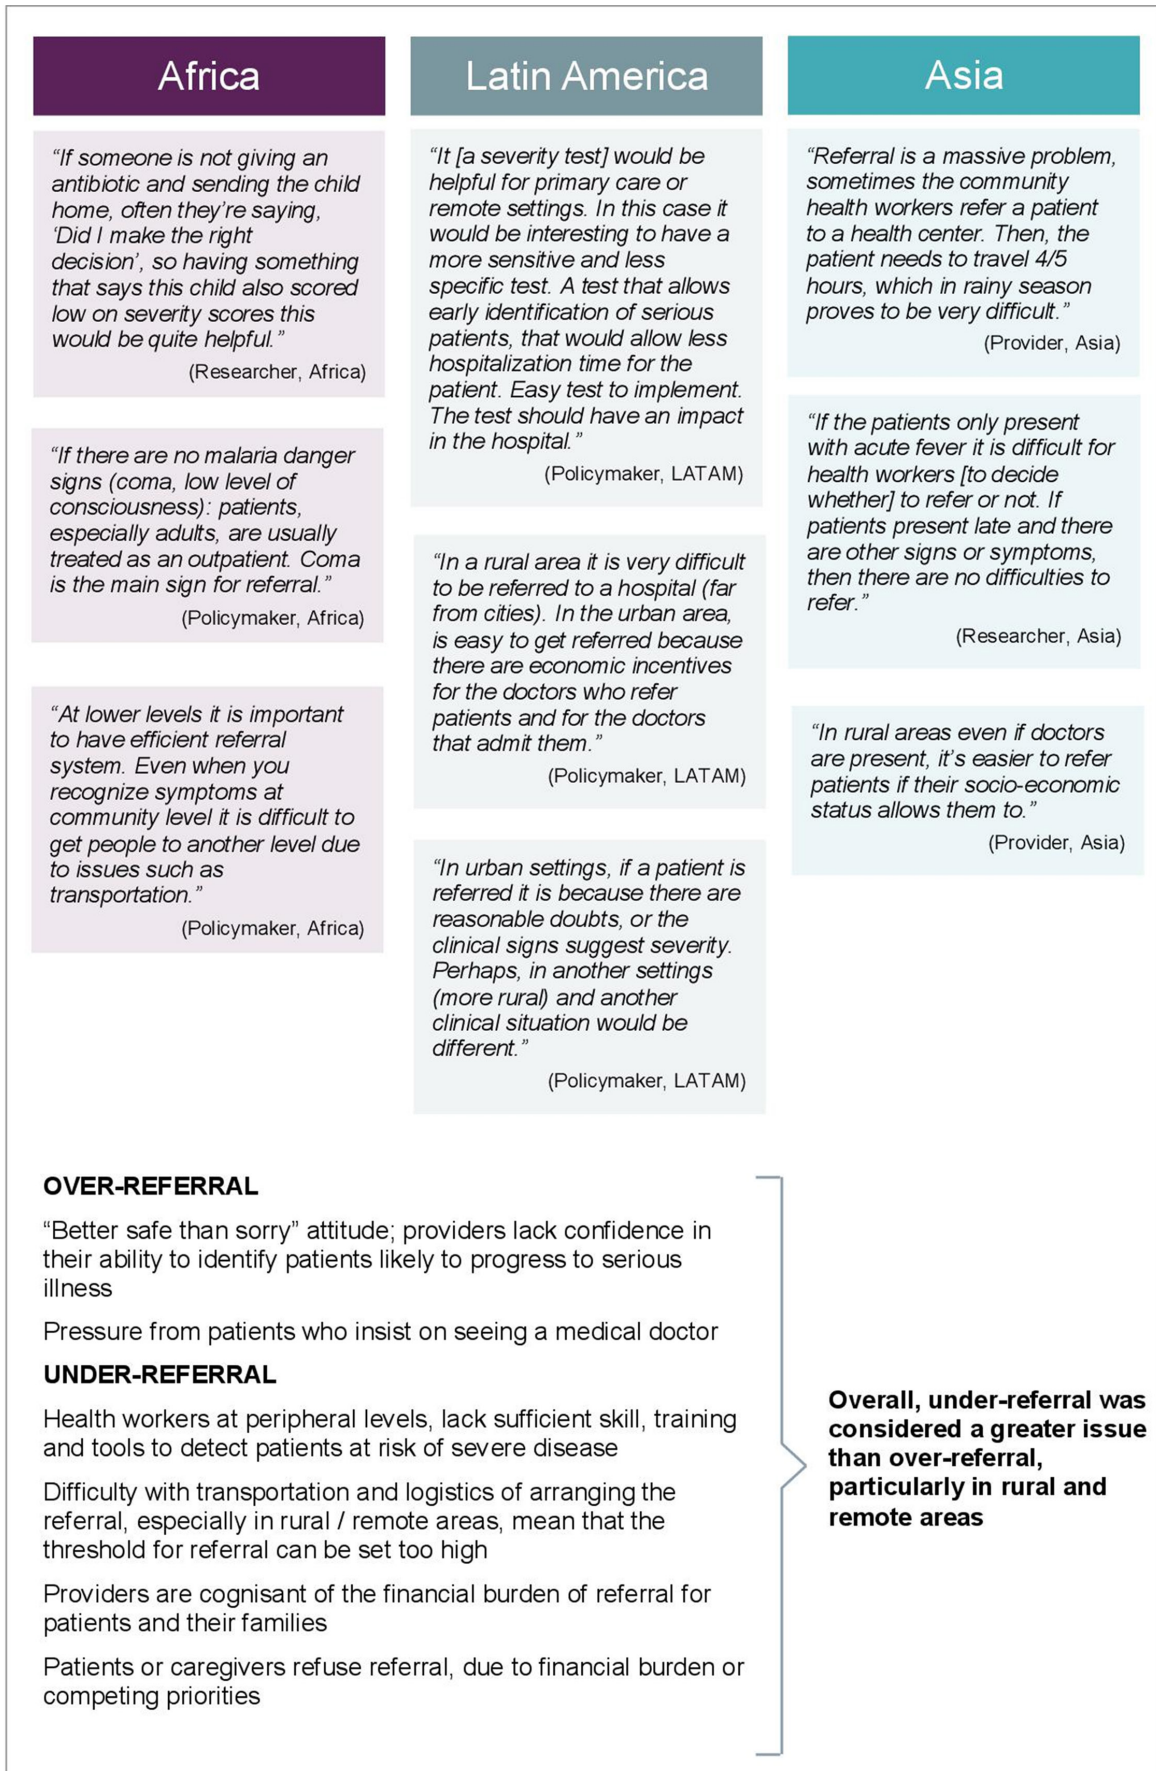 Africa
“If someone is not giving an
antibiotic and sending the child
home, often they’re saying,
‘Did I make the right
decision’, so having something
that says this child also scored
low on severity scores this
would be quite helpful.”
(Researcher, Africa)
“If there are no malaria danger
signs (coma, low level of
consciousness): patients,
especially adults, are usually
treated as an outpatient. Coma
is the main sign for referral.”
(Policymaker, Africa)
“At lower levels it is important
to have efficient referral
system. Even when you
recognize symptoms at
community level it is difficult to
get people to another level due
to issues such as
transportation.”
(Policymaker, Africa)
Latin America
“It [a severity test] would be
helpful for primary care or
remote settings. In this case it
would be interesting to have a
more sensitive and less
specific test. A test that allows
early identification of serious
patients, that would allow less
hospitalization time for the
patient. Easy test to implement.
The test should have an impact
in the hospital.”
(Policymaker, LATAM)
“In a rural area it is very difficult
to be referred to a hospital (far
from cities). In the urban area,
is easy to get referred because
there are economic incentives
for the doctors who refer
patients and for the doctors
that admit them.”
(Policymaker, LATAM)
“In urban settings, if a patient is
referred it is because there are
reasonable doubts, or the
clinical signs suggest severity.
Perhaps, in another settings
(more rural) and another
clinical situation would be
different.”
(Policymaker, LATAM)
Asia
“Referral is a massive problem,
sometimes the community
health workers refer a patient
to a health center. Then, the
patient needs to travel 4/5
hours, which in rainy season
proves to be very difficult.”
(Provider, Asia)
“If the patients only present
with acute fever it is difficult for
health workers [to decide
whether] to refer or not. If
patients present late and there
are other signs or symptoms,
then there are no difficulties to
refer.”
(Researcher, Asia)
“In rural areas even if doctors
are present, it’s easier to refer
patients if their socio-economic
status allows them to.”
(Provider, Asia)
OVER-REFERRAL
“Better safe than sorry” attitude; providers lack confidence in
their ability to identify patients likely to progress to serious
illness
Pressure from patients who insist on seeing a medical doctor
UNDER-REFERRAL
Health workers at peripheral levels, lack sufficient skill, training
and tools to detect patients at risk of severe disease
Difficulty with transportation and logistics of arranging the
referral, especially in rural / remote areas, mean that the
threshold for referral can be set too high
Providers are cognisant of the financial burden of referral for
patients and their families
Patients or caregivers refuse referral, due to financial burden or
competing priorities
Overall, under-referral was
considered a greater issue
than over-referral,
particularly in rural and
remote areas